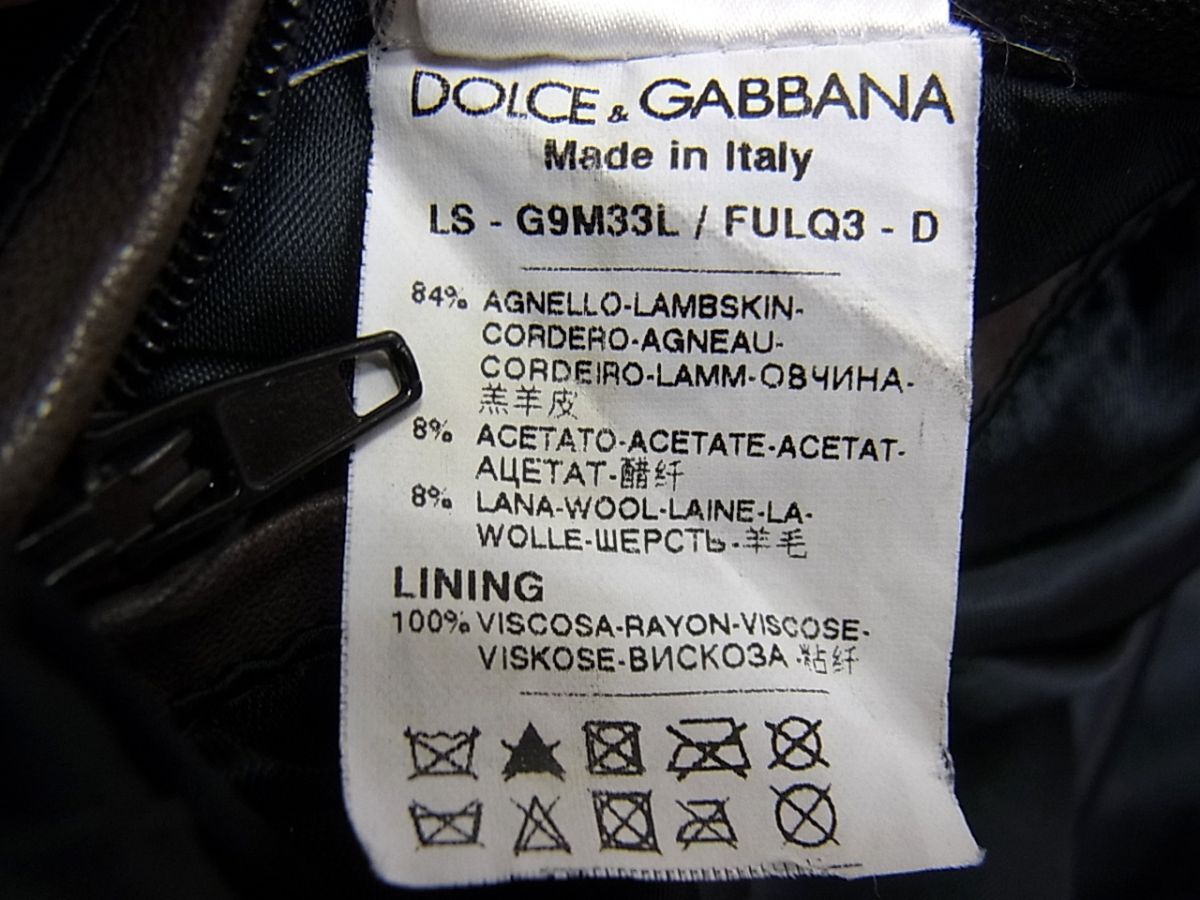 DOLCE & GABBANA
Made in Italy
LS - G9M33L / FULQ3 - D
84% AGNELLO-LAMBSKIN-
CORDERO-AGNEAU-
CORDEIRO-LAMM-ОВЧИНА-
羔羊皮
8% ACETATO-ACETATE-ACETAT-
АЦЕТАТ-醋纤
8% LANA-WOOL-LAINE-LA-
WOLLE-ШЕРСТЬ-羊毛
LINING
100% VISCOSA-RAYON-VISCOSE-
VISKOSE-ВИСКОЗА-粘纤